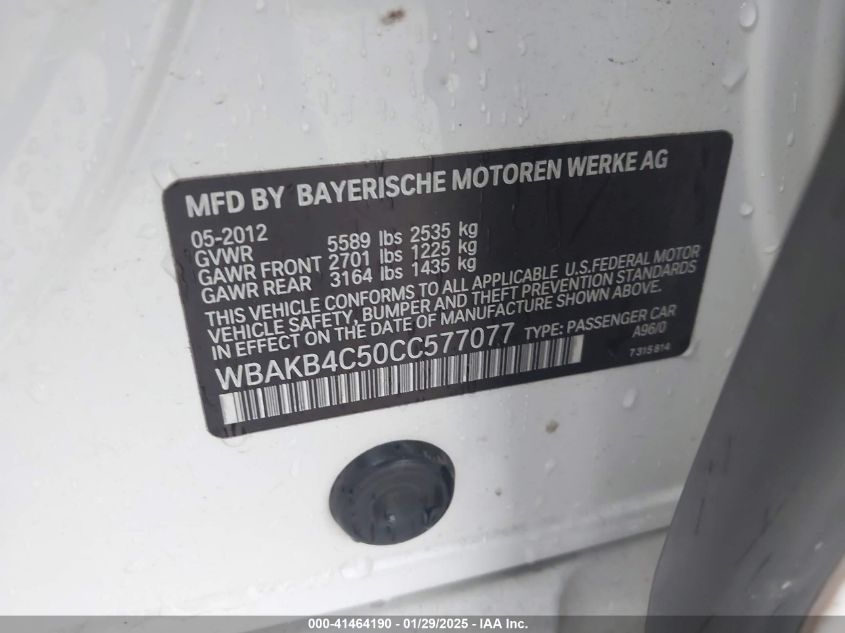 MFD BY BAYERISCHE MOTOREN WERKE AG
05-2012
GVWR 5589 lbs 2535 kg
GAWR FRONT 2701 lbs 1225 kg
GAWR REAR 3164 lbs 1435 kg
THIS VEHICLE CONFORMS TO ALL APPLICABLE U.S.FEDERAL MOTOR
VEHICLE SAFETY, BUMPER AND THEFT PREVENTION STANDARDS
IN EFFECT ON THE DATE OF MANUFACTURE SHOWN ABOVE.
WBAKB4C50CC577077 TYPE: PASSENGER CAR
A96/0
7315814
000-41464190 - 01/29/2025 - IAA Inc.